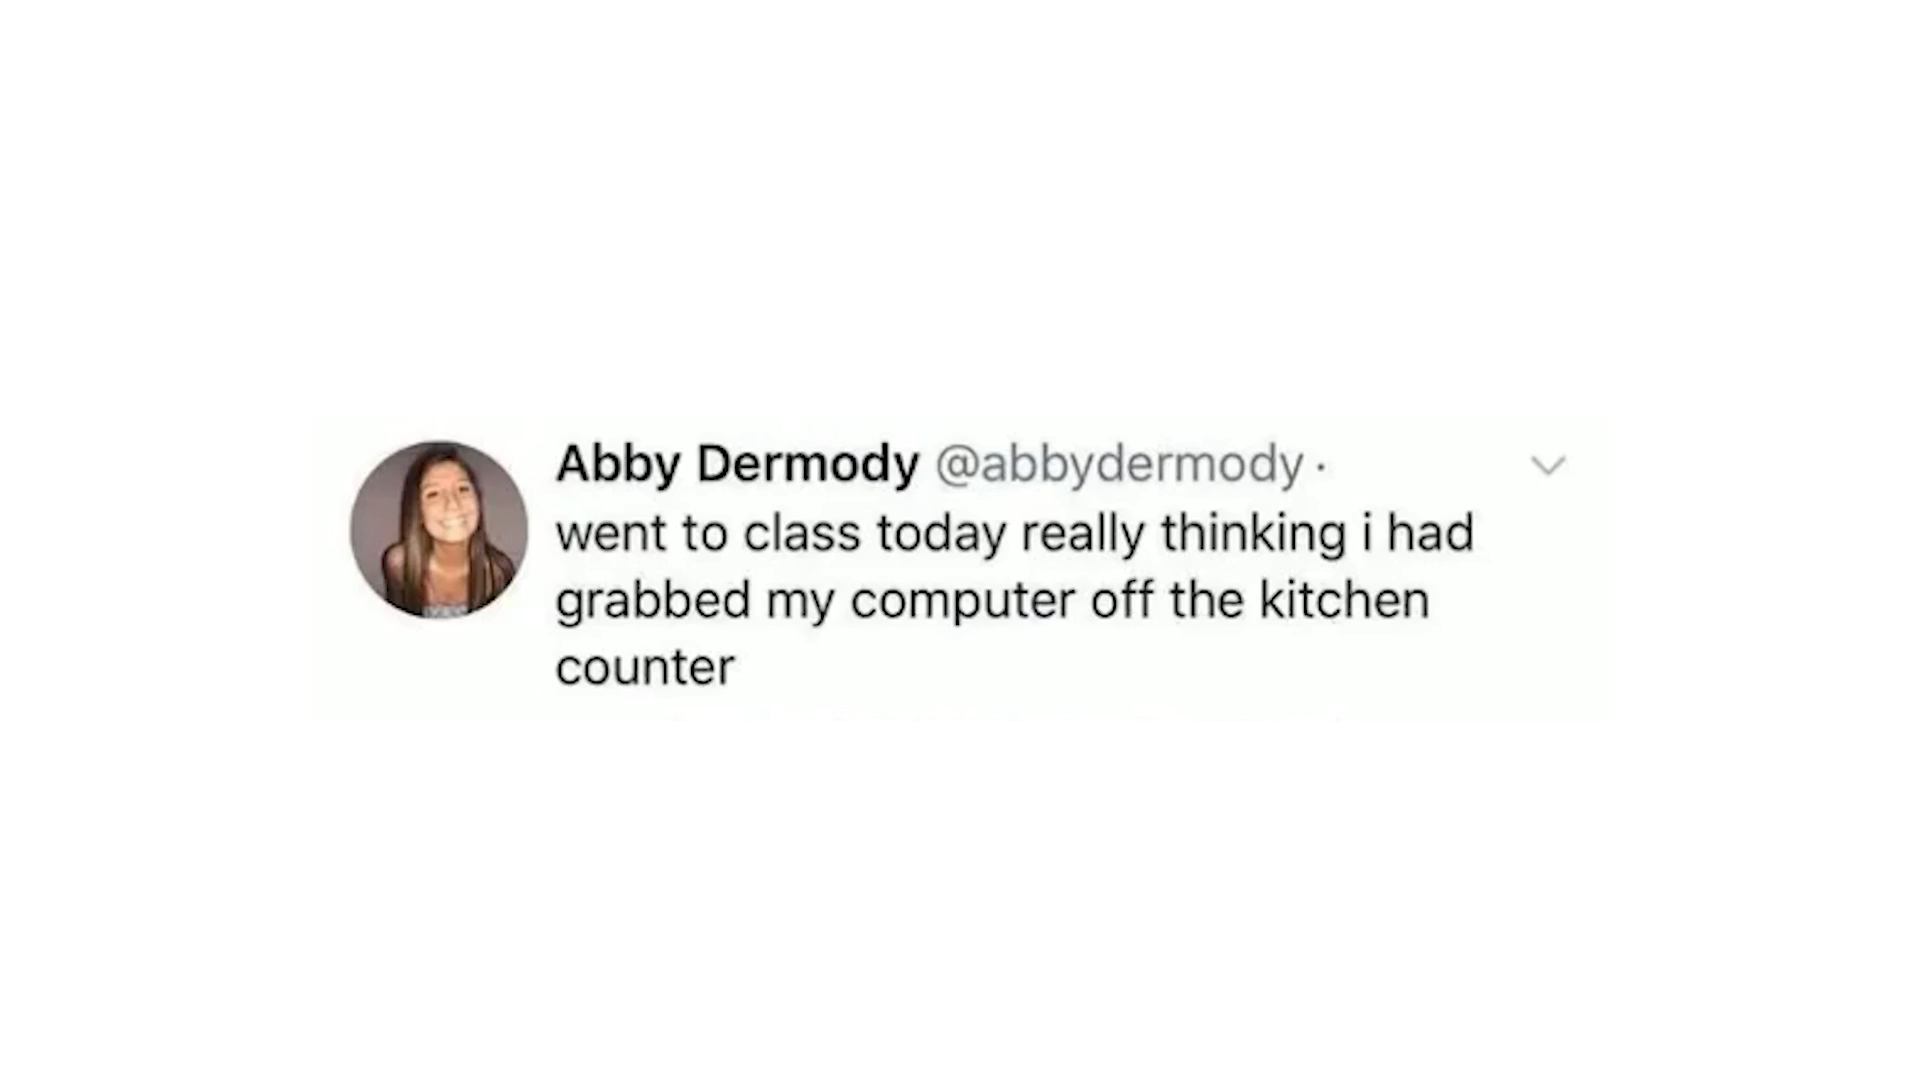 Abby Dermody @abbydermody ·
went to class today really thinking i had
grabbed my computer off the kitchen
counter